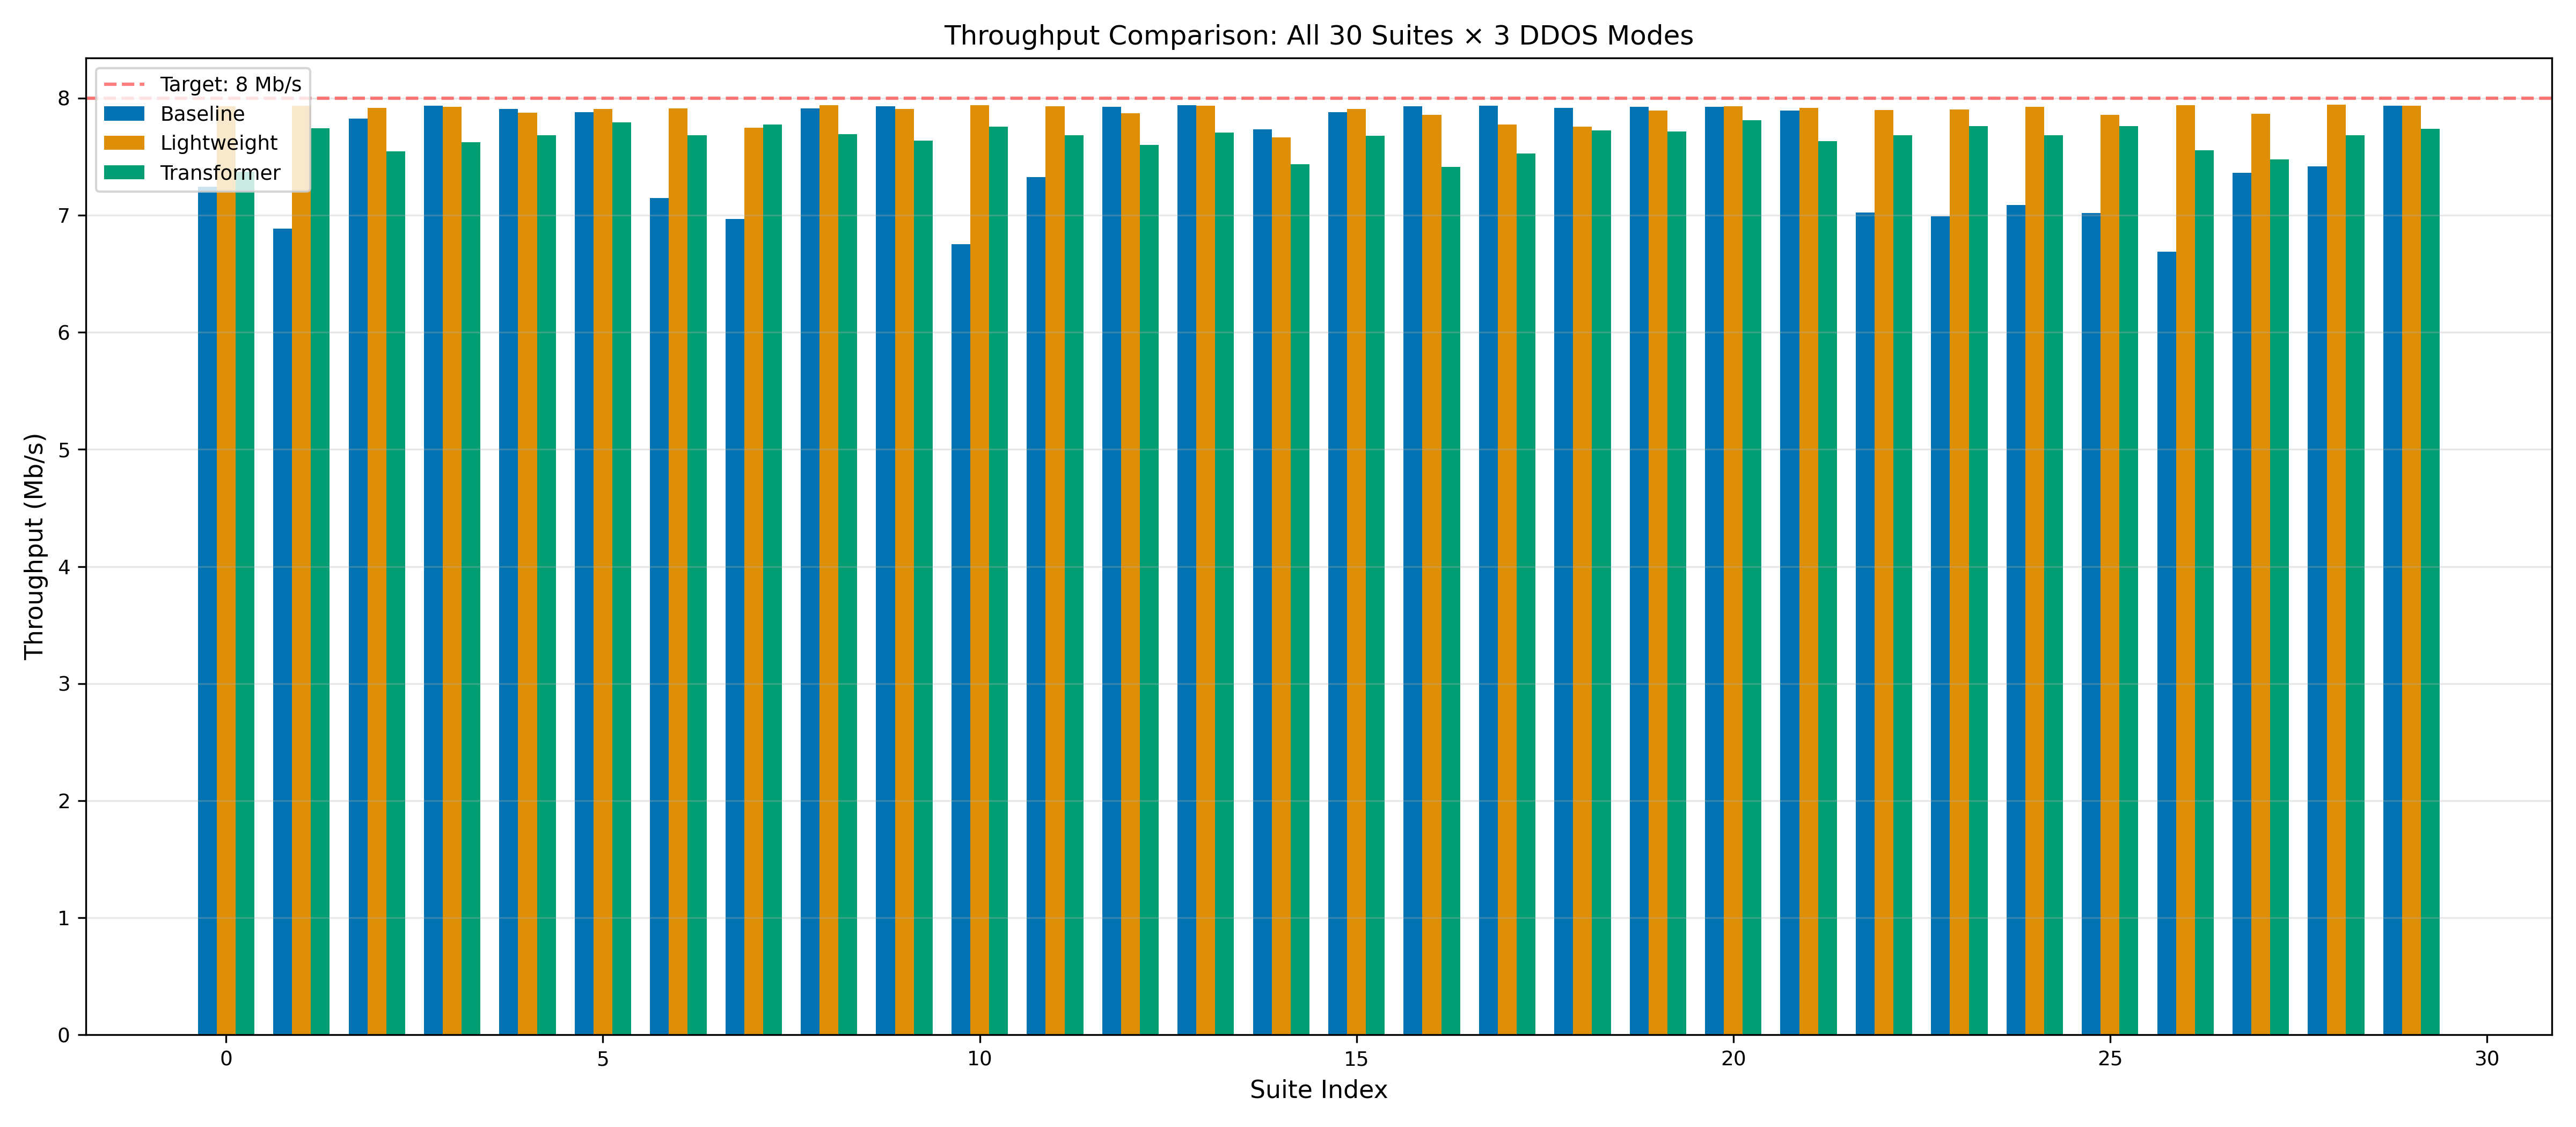 Throughput Comparison: All 30 Suites × 3 DDOS Modes
Target: 8 Mb/s
Baseline
Lightweight
Transformer
Throughput (Mb/s)
8
7
6
5
4
3
2
1
0
0 5 10 15 20 25 30
Suite Index